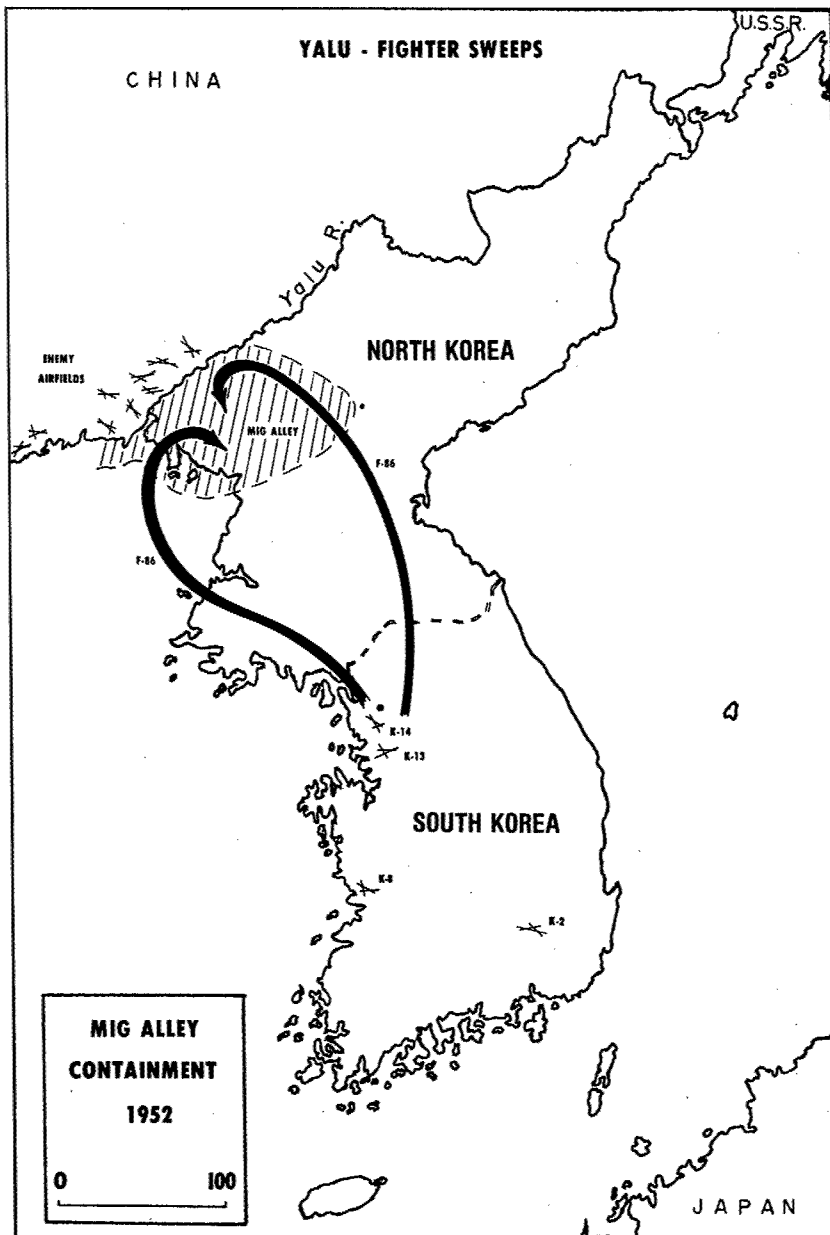 U.S.S.R.
YALU - FIGHTER SWEEPS
CHINA
Yalu R.
NORTH KOREA
ENEMY
AIRFIELDS
MIG ALLEY
F-86
F-86
K-14
K-13
SOUTH KOREA
K-8
K-2
MIG ALLEY
CONTAINMENT
1952
0 100
JAPAN